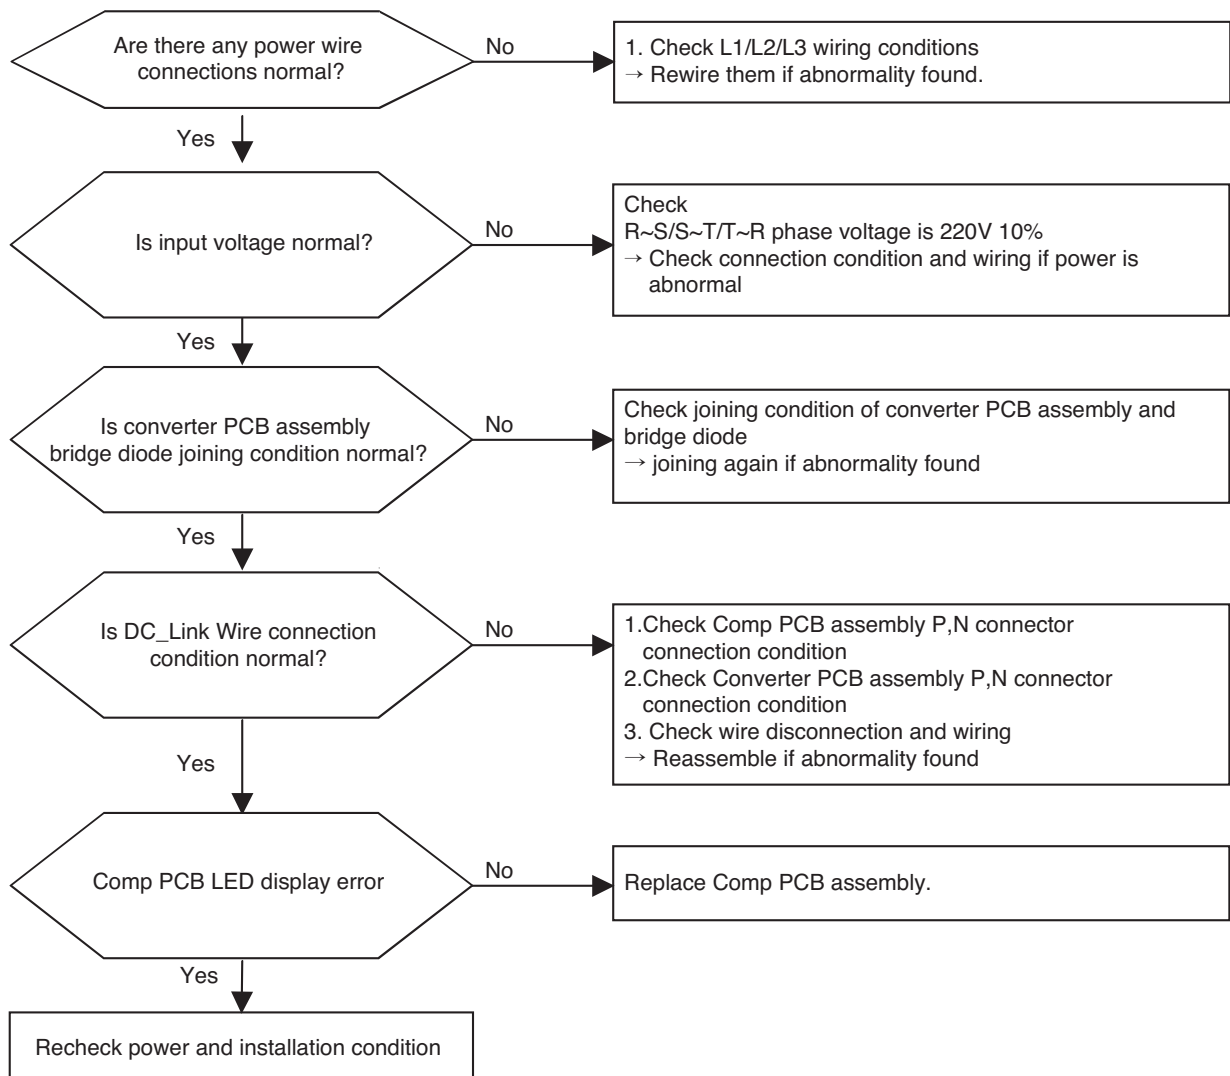 Are there any power wire
connections normal?
No
1. Check L1/L2/L3 wiring conditions
→ Rewire them if abnormality found.
Yes
Is input voltage normal?
No
Check
R~S/S~T/T~R phase voltage is 220V 10%
→ Check connection condition and wiring if power is
abnormal
Yes
Is converter PCB assembly
bridge diode joining condition normal?
No
Check joining condition of converter PCB assembly and
bridge diode
→ joining again if abnormality found
Yes
Is DC_Link Wire connection
condition normal?
No
1.Check Comp PCB assembly P,N connector
connection condition
2.Check Converter PCB assembly P,N connector
connection condition
3. Check wire disconnection and wiring
→ Reassemble if abnormality found
Yes
Comp PCB LED display error
No
Replace Comp PCB assembly.
Yes
Recheck power and installation condition